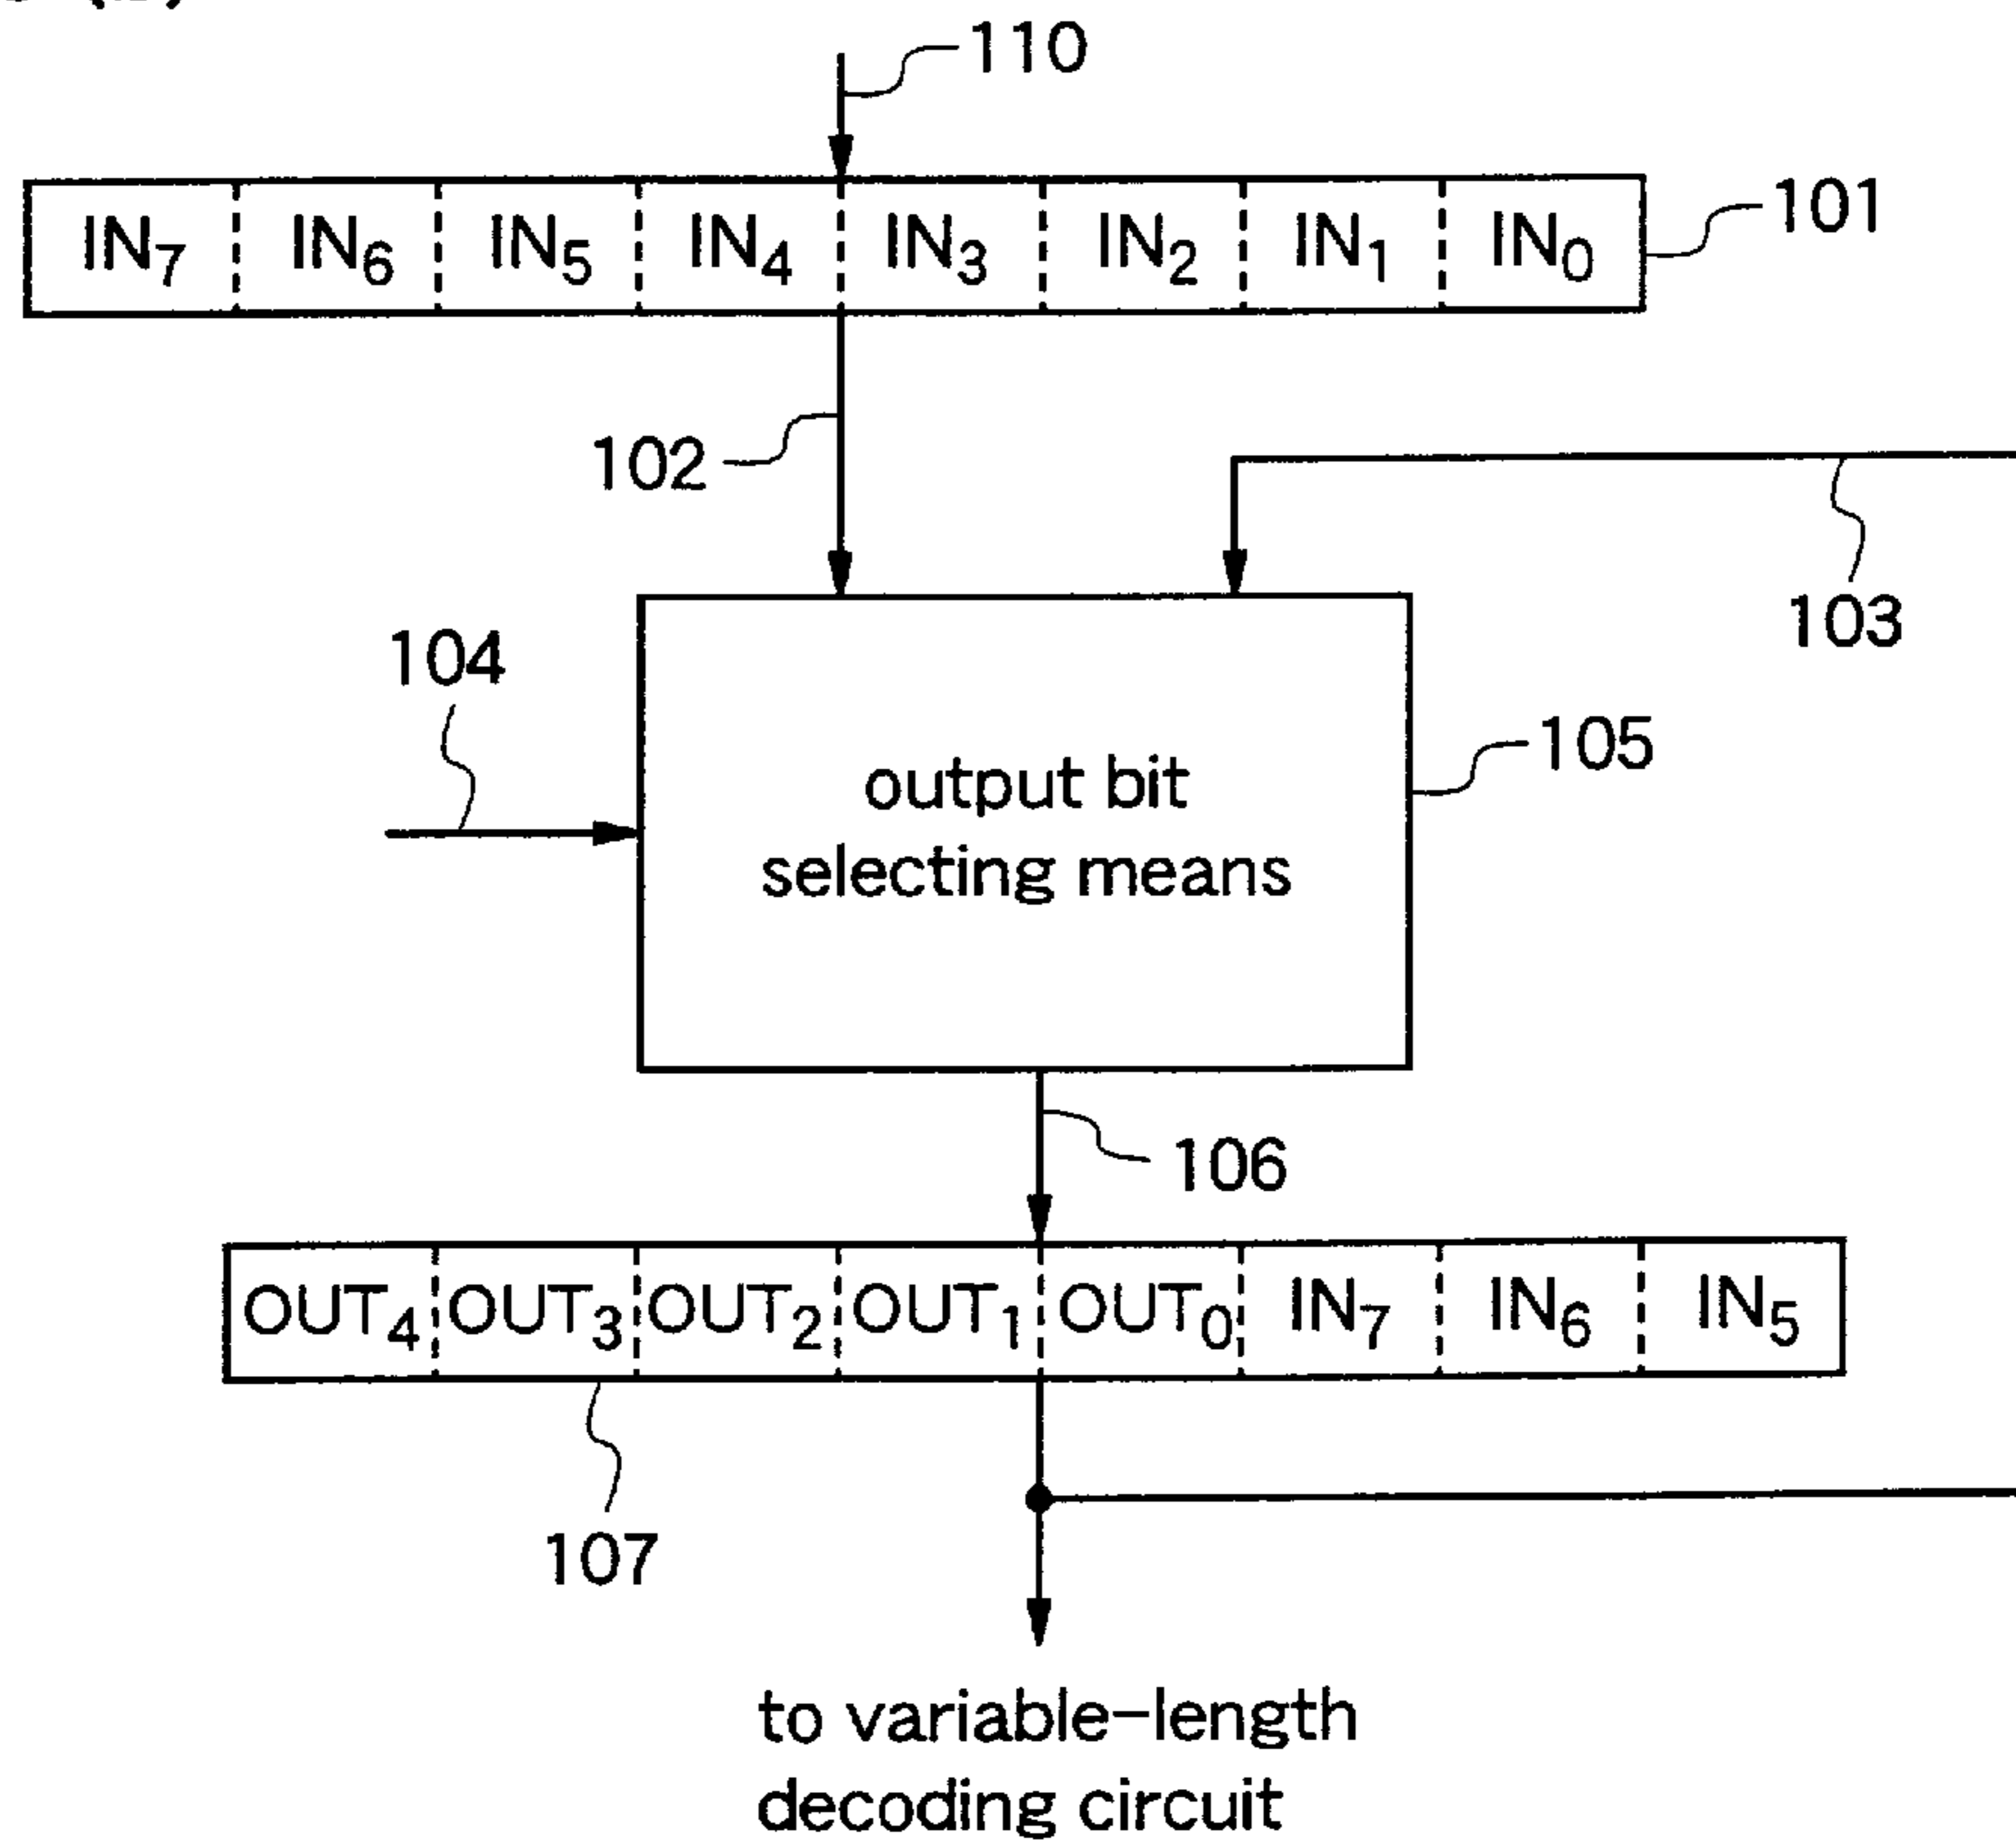 110
IN7 IN6 IN5 IN4 IN3 IN2 IN1 IN0
101
102
103
104
105
output bit
selecting means
106
OUT4 OUT3 OUT2 OUT1 OUT0 IN7 IN6 IN5
107
to variable-length
decoding circuit